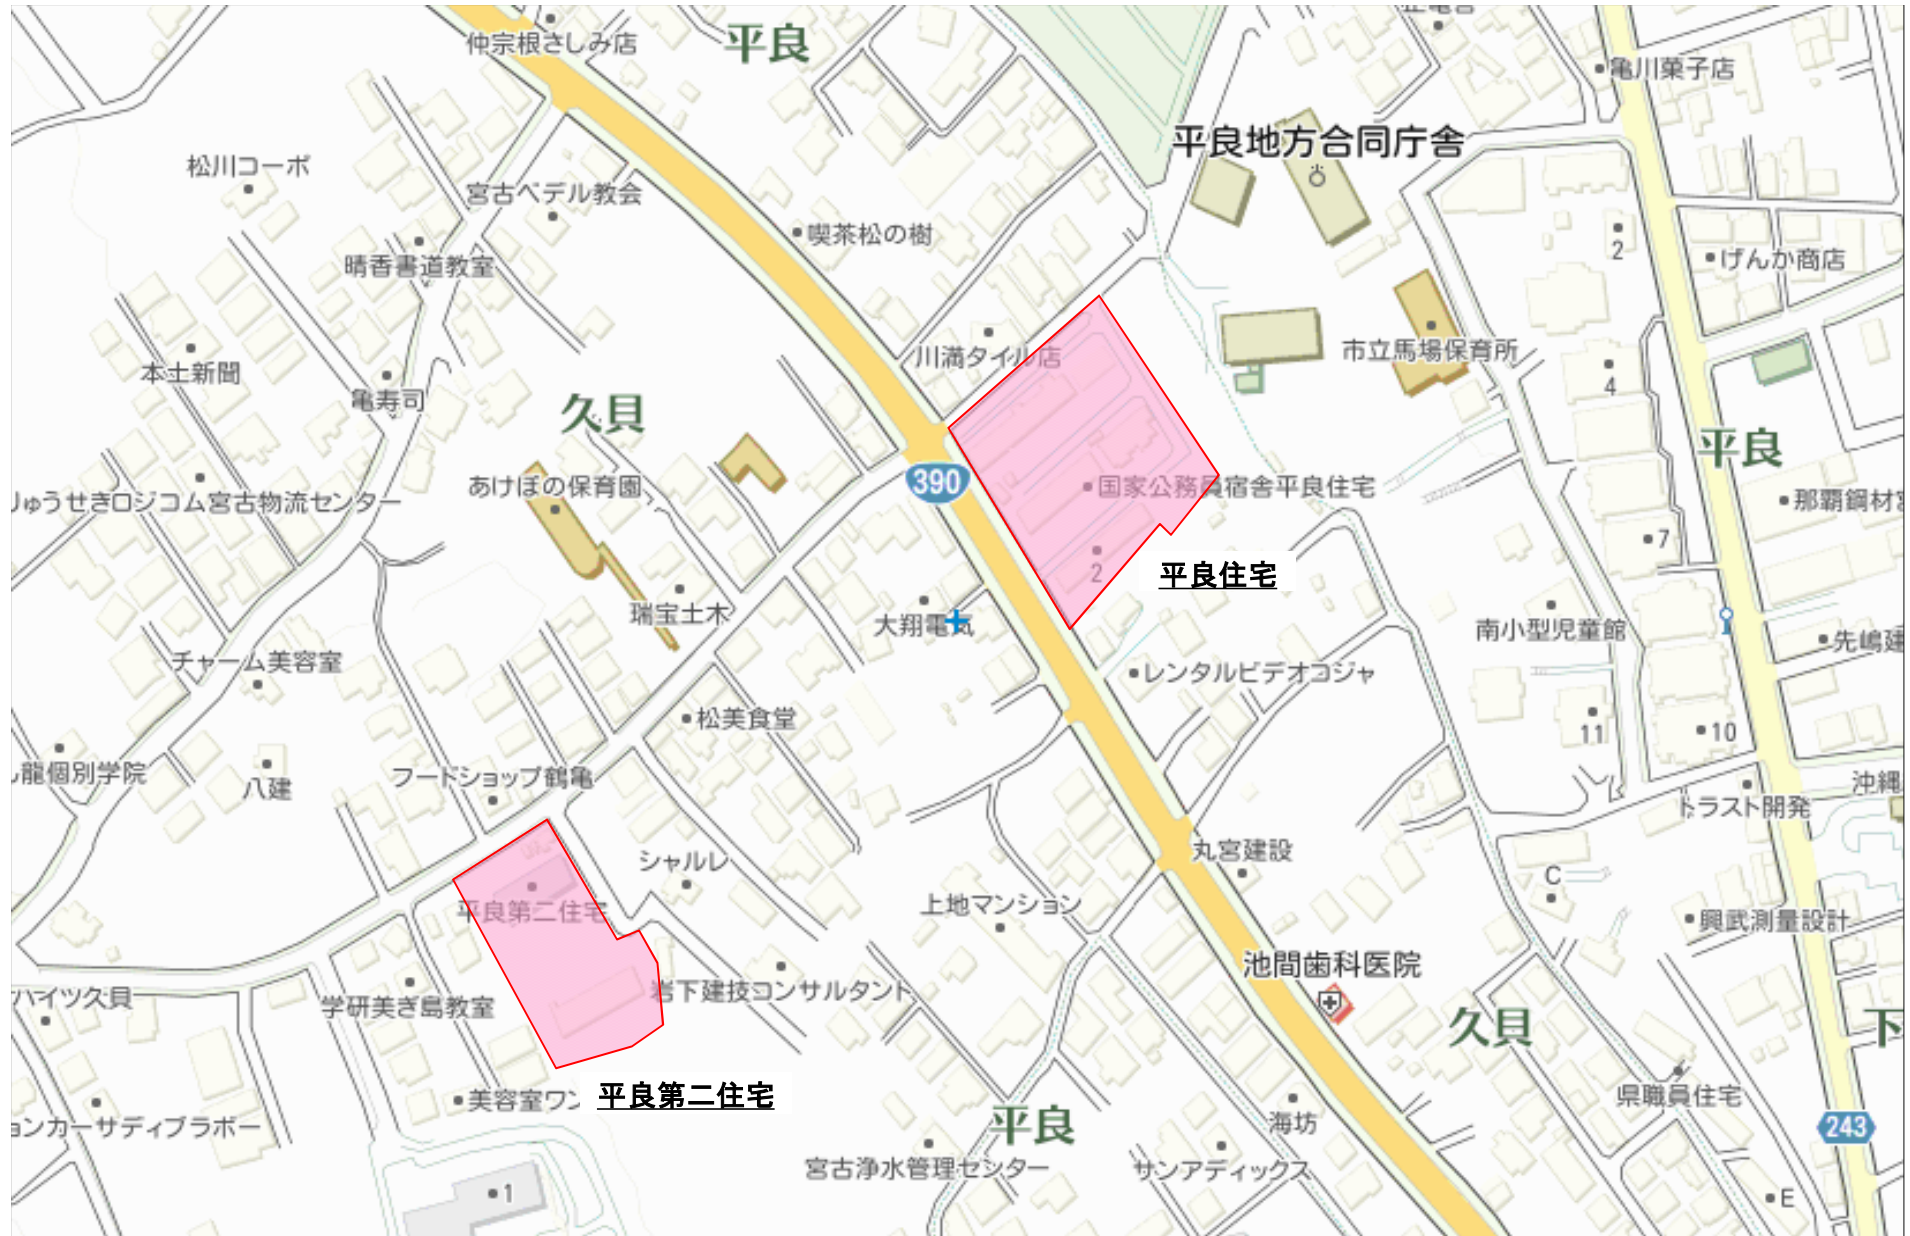 仲宗根さしみ店
平良
亀川菓子店
平良地方合同庁舎
松川コーポ
宮古ペデル教会
喫茶松の樹
2
げんか商店
晴香書道教室
川満タイル店
市立馬場保育所
本土新聞
4
亀寿司
久貝
平良
390
あけぼの保育園
国家公務員宿舎平良住宅
りゅうせきロジコム宮古物流センター
那覇鋼材
7
2
平良住宅
瑞宝土木
大翔電気
南小型児童館
先嶋建
チャーム美容室
レンタルビデオコジャ
松美食堂
11
10
龍個別学院
八建
フードショップ鶴亀
沖縄
トラスト開発
シャルレ
丸宮建設
C
平良第二住宅
上地マンション
興武測量設計
池間歯科医院
岩下建技コンサルタント
ハイツ久貝
学研美ぎ島教室
久貝
下
美容室ワン
平良第二住宅
県職員住宅
ョンカーサディブラボー
平良
海坊
243
宮古浄水管理センター
サンアディックス
1
E